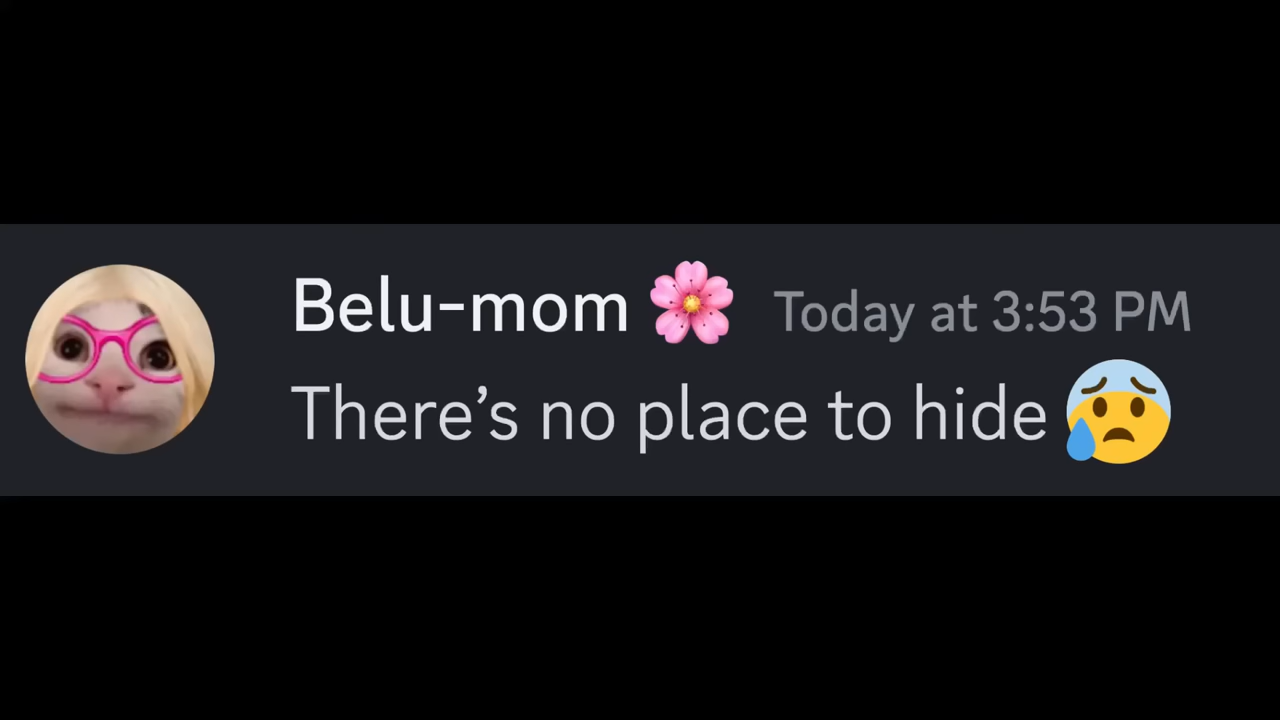 Belu-mom 🌸 Today at 3:53 PM
There’s no place to hide 😰